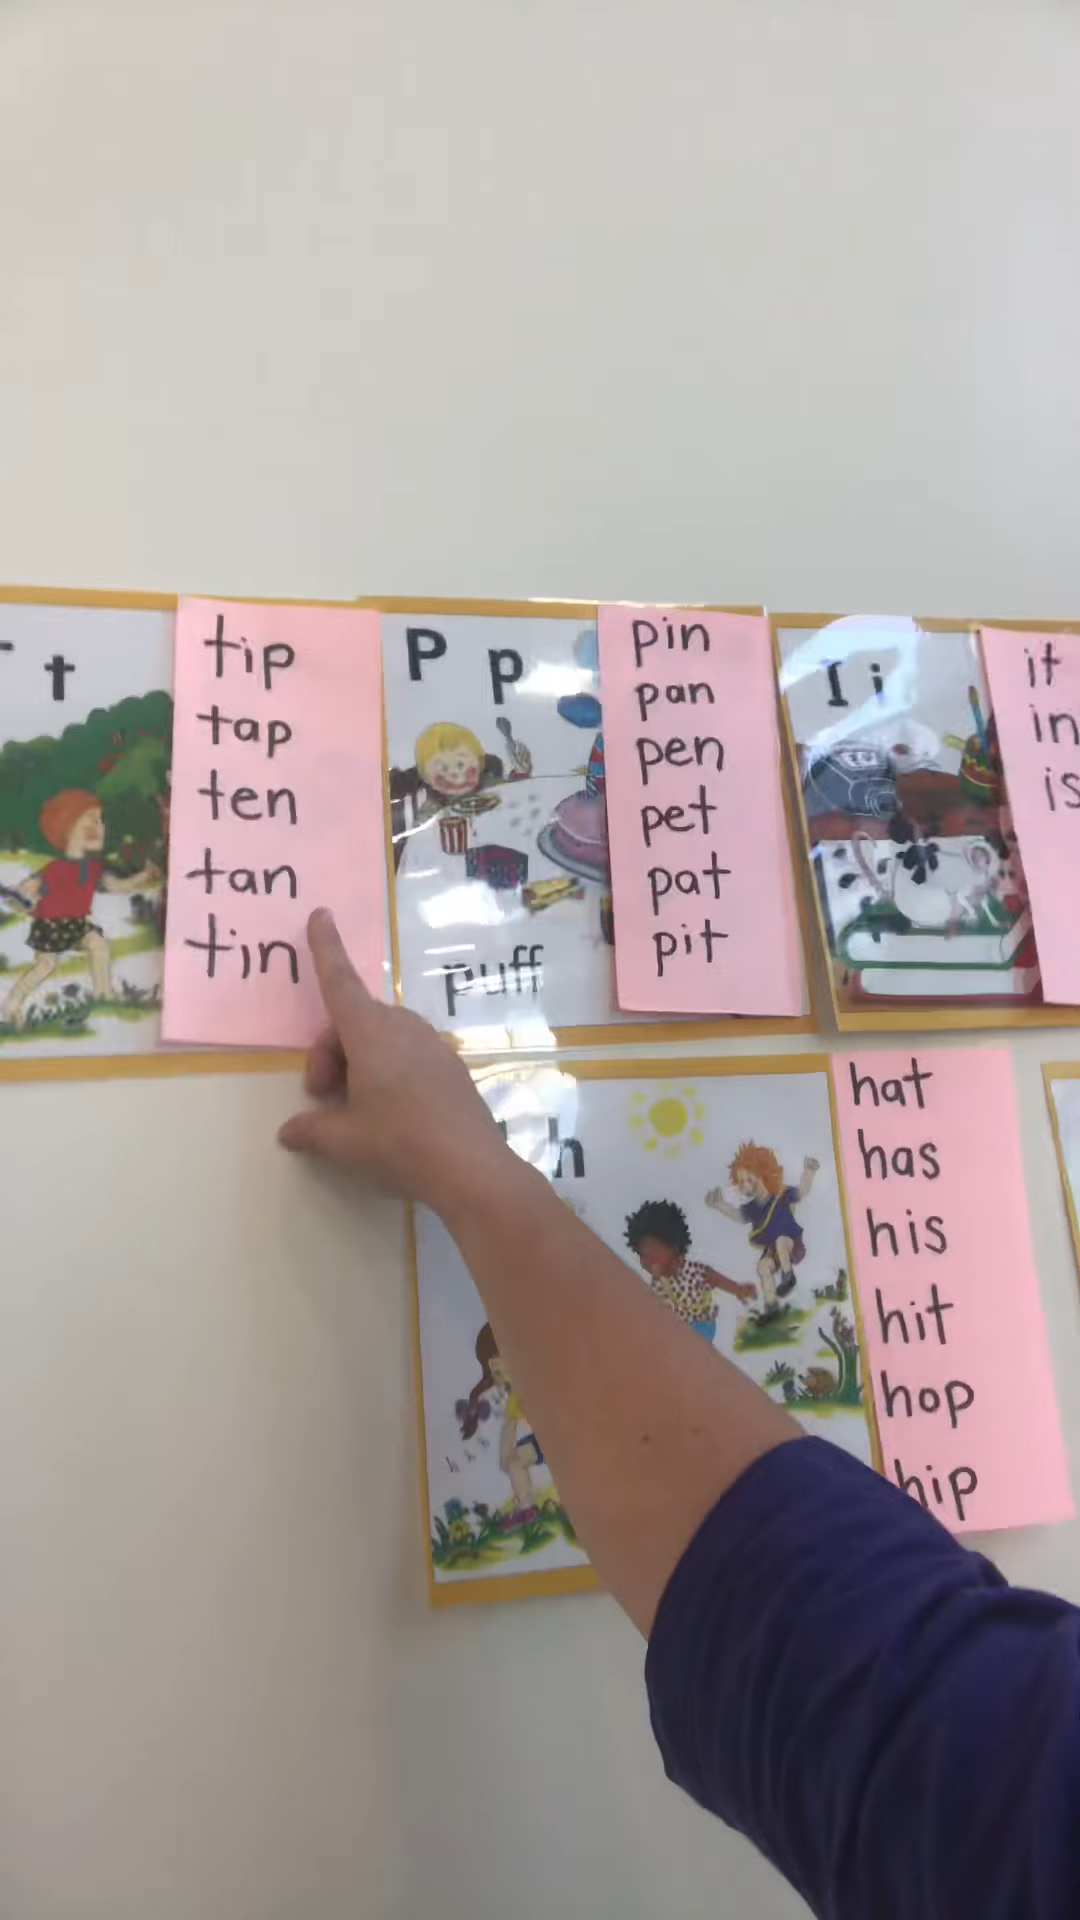 t
tip
tap
ten
tan
tin
P p
puff
pin
pan
pen
pet
pat
pit
I i
it
in
is
h
hat
has
his
hit
hop
hip